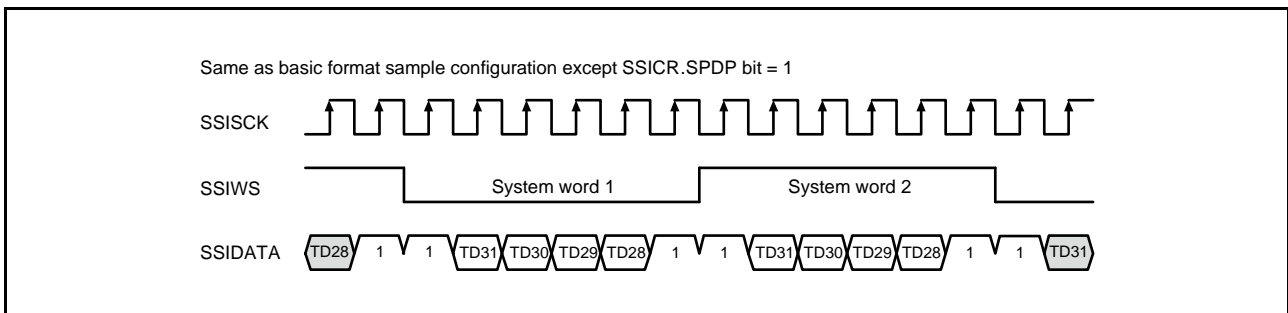 Same as basic format sample configuration except SSICR.SPDP bit = 1
SSISCK
SSIWS System word 1 System word 2
SSIDATA TD28 1 1 TD31 TD30 TD29 TD28 1 1 TD31 TD30 TD29 TD28 1 1 TD31